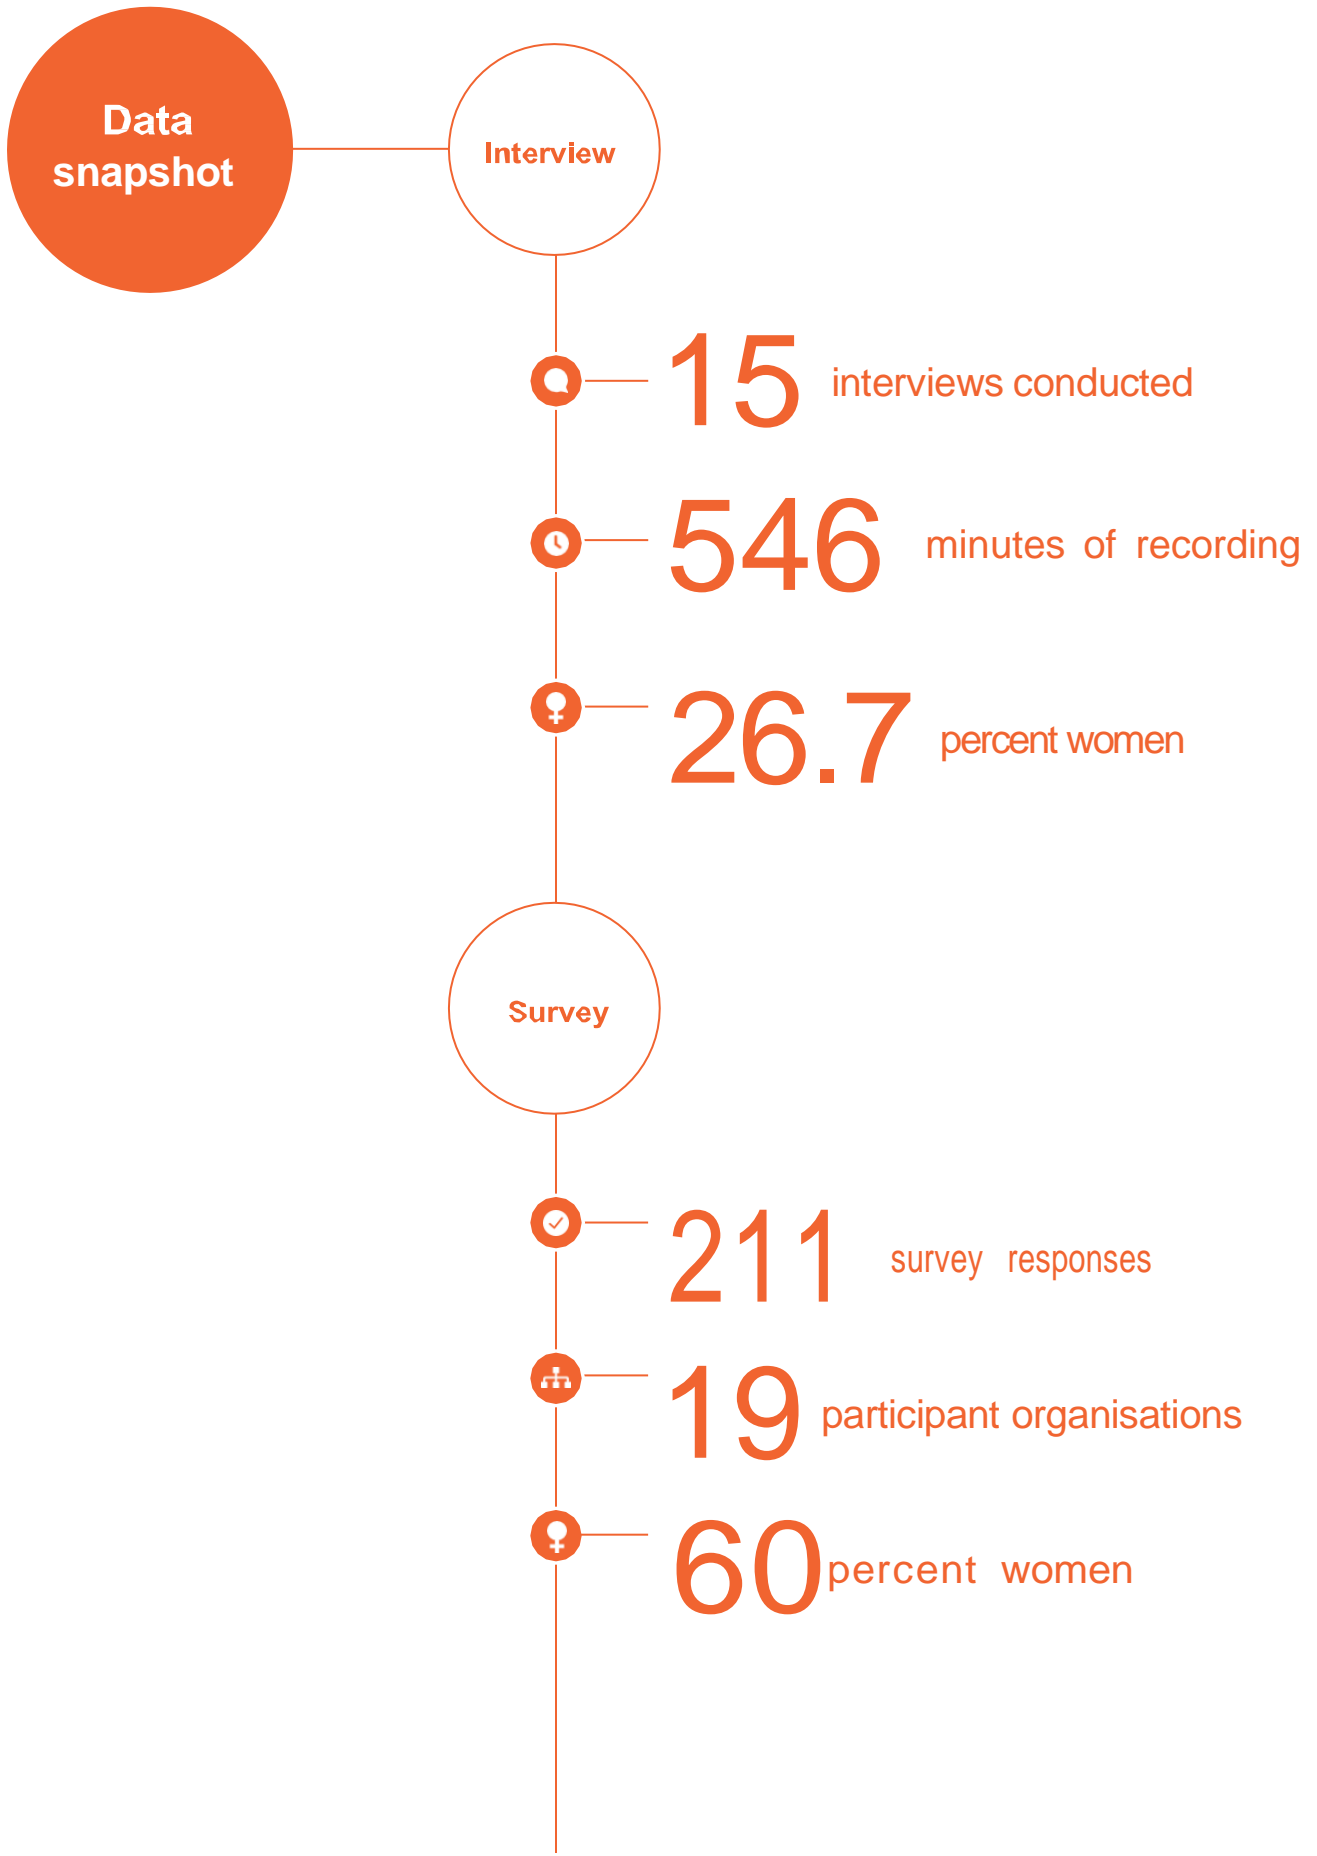 Data
snapshot
Interview
15 interviews conducted
546 minutes of recording
26.7 percent women
Survey
211 survey responses
19 participant organisations
60 percent women